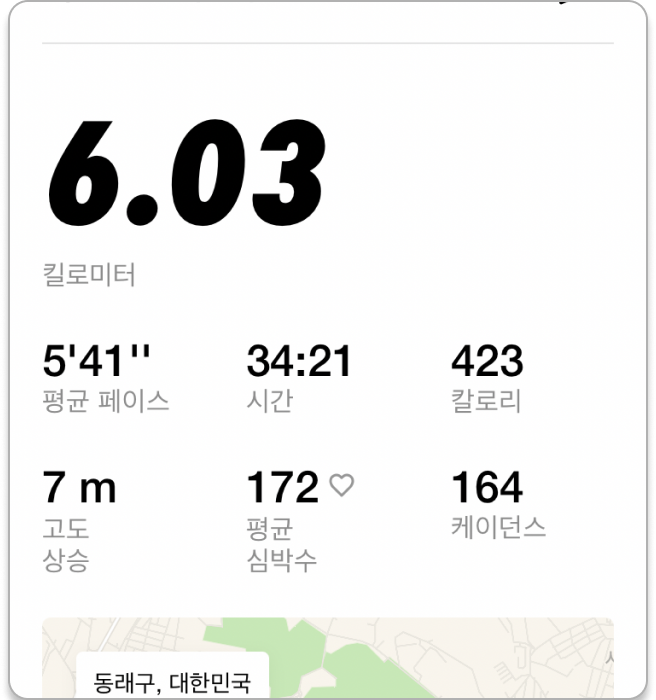 6.03
킬로미터
5'41''
34:21
423
평균 페이스
시간
칼로리
7 m
172
164
고도
상승
평균
심박수
케이던스
동래구, 대한민국